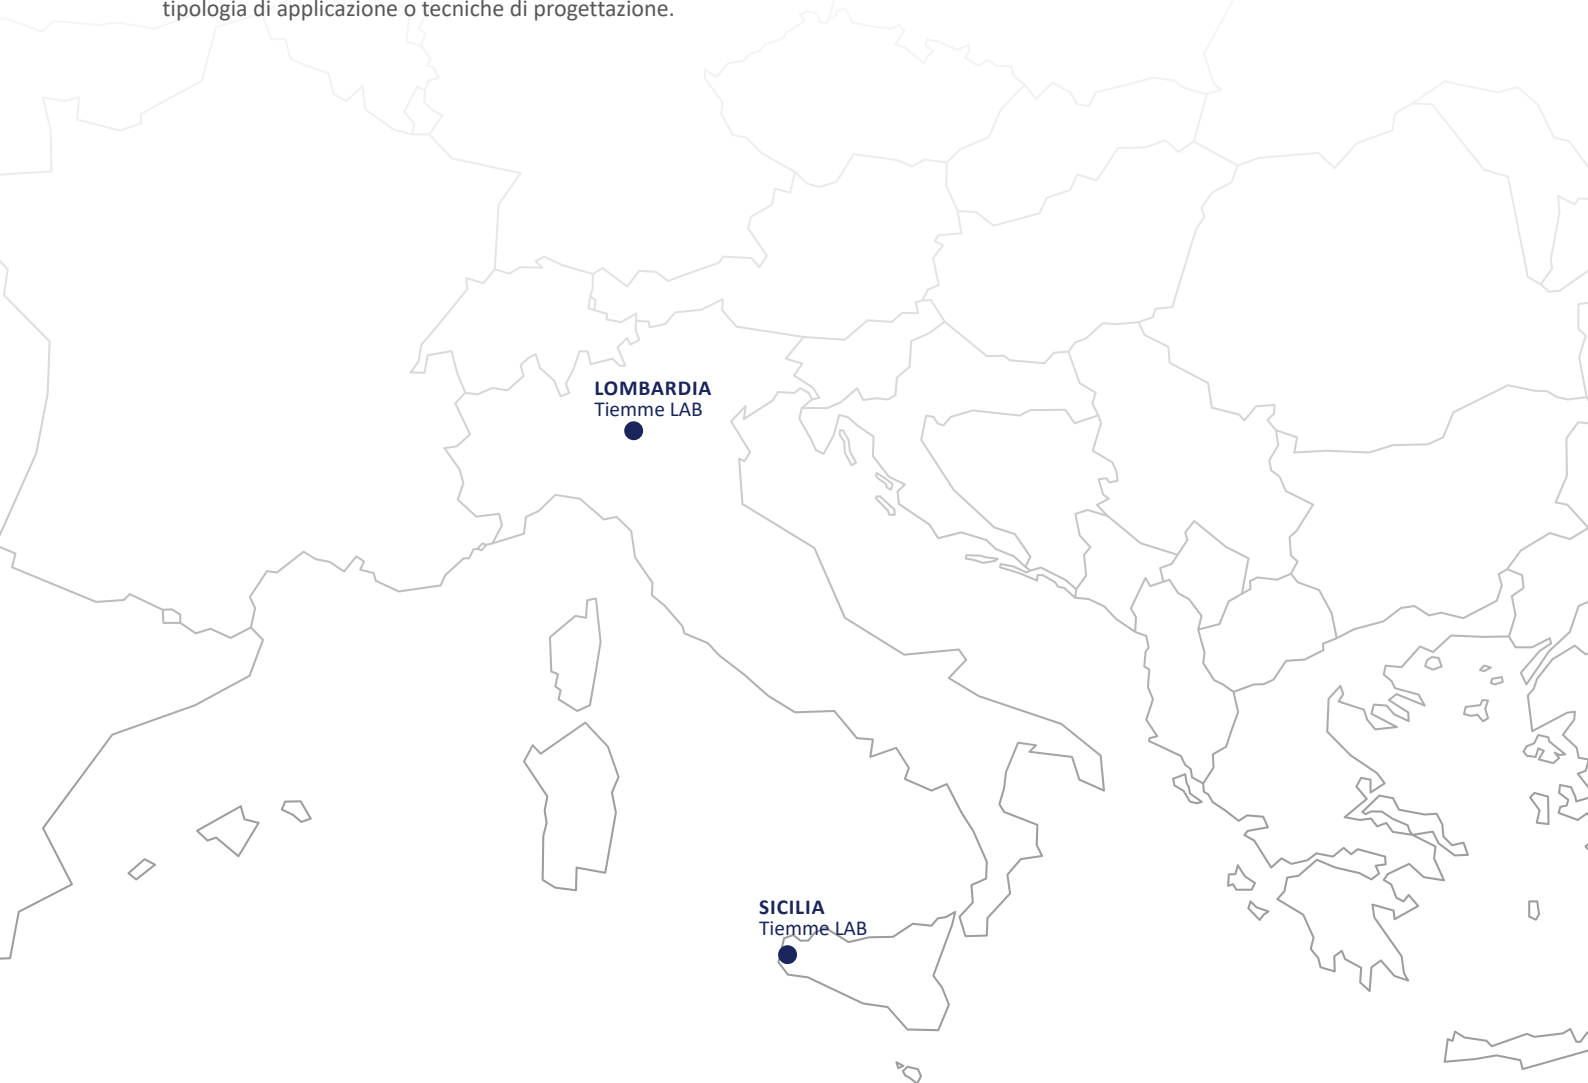 tipologia di applicazione o tecniche di progettazione.
LOMBARDIA
Tiemme LAB
SICILIA
Tiemme LAB